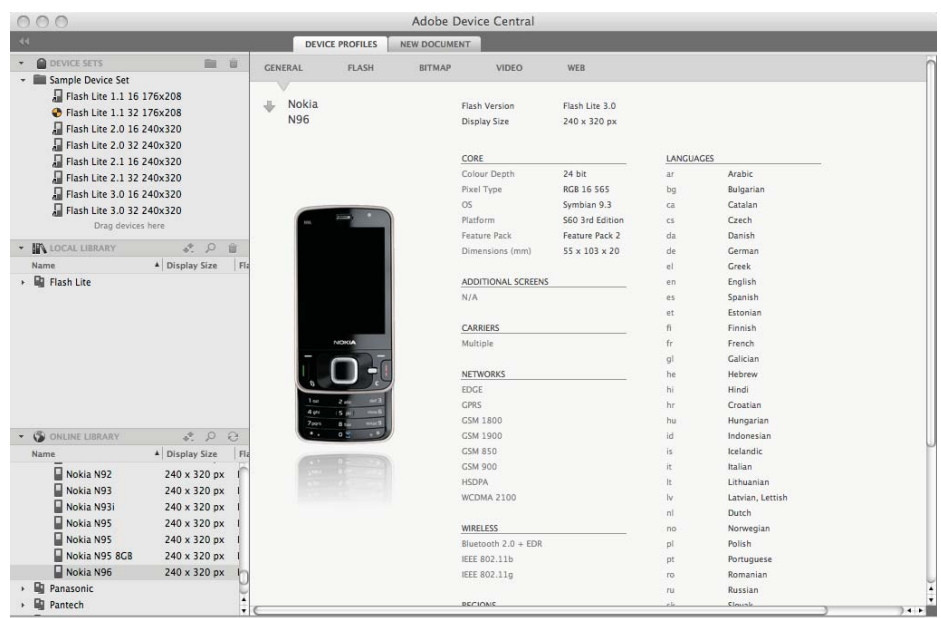 Adobe Device Central
DEVICE PROFILES
NEW DOCUMENT
DEVICE SETS
Sample Device Set
Flash Lite 1.1 16 176x208
Flash Lite 1.1 32 176x208
Flash Lite 2.0 16 240x320
Flash Lite 2.0 32 240x320
Flash Lite 2.1 16 240x320
Flash Lite 2.1 32 240x320
Flash Lite 3.0 16 240x320
Flash Lite 3.0 32 240x320
Drag devices here
LOCAL LIBRARY
Name Display Size Fla
Flash Lite
ONLINE LIBRARY
Name Display Size Fla
Nokia N92 240 x 320 px
Nokia N93 240 x 320 px
Nokia N93i 240 x 320 px
Nokia N95 240 x 320 px
Nokia N95 240 x 320 px
Nokia N95 8GB 240 x 320 px
Nokia N96 240 x 320 px
Panasonic
Pantech
GENERAL FLASH BITMAP VIDEO WEB
Nokia
N96
NOKIA
Flash Version Flash Lite 3.0
Display Size 240 x 320 px
CORE
Colour Depth 24 bit
Pixel Type RGB 16 565
OS Symbian 9.3
Platform S60 3rd Edition
Feature Pack Feature Pack 2
Dimensions (mm) 55 x 103 x 20
ADDITIONAL SCREENS
N/A
CARRIERS
Multiple
NETWORKS
EDGE
GPRS
GSM 1800
GSM 1900
GSM 850
GSM 900
HSDPA
WCDMA 2100
WIRELESS
Bluetooth 2.0 + EDR
IEEE 802.11b
IEEE 802.11g
REGIONS
LANGUAGES
ar Arabic
bg Bulgarian
ca Catalan
cs Czech
da Danish
de German
el Greek
en English
es Spanish
et Estonian
fi Finnish
fr French
gl Galician
he Hebrew
hi Hindi
hr Croatian
hu Hungarian
id Indonesian
is Icelandic
it Italian
lt Lithuanian
lv Latvian, Lettish
nl Dutch
no Norwegian
pl Polish
pt Portuguese
ro Romanian
ru Russian
sk Slovak